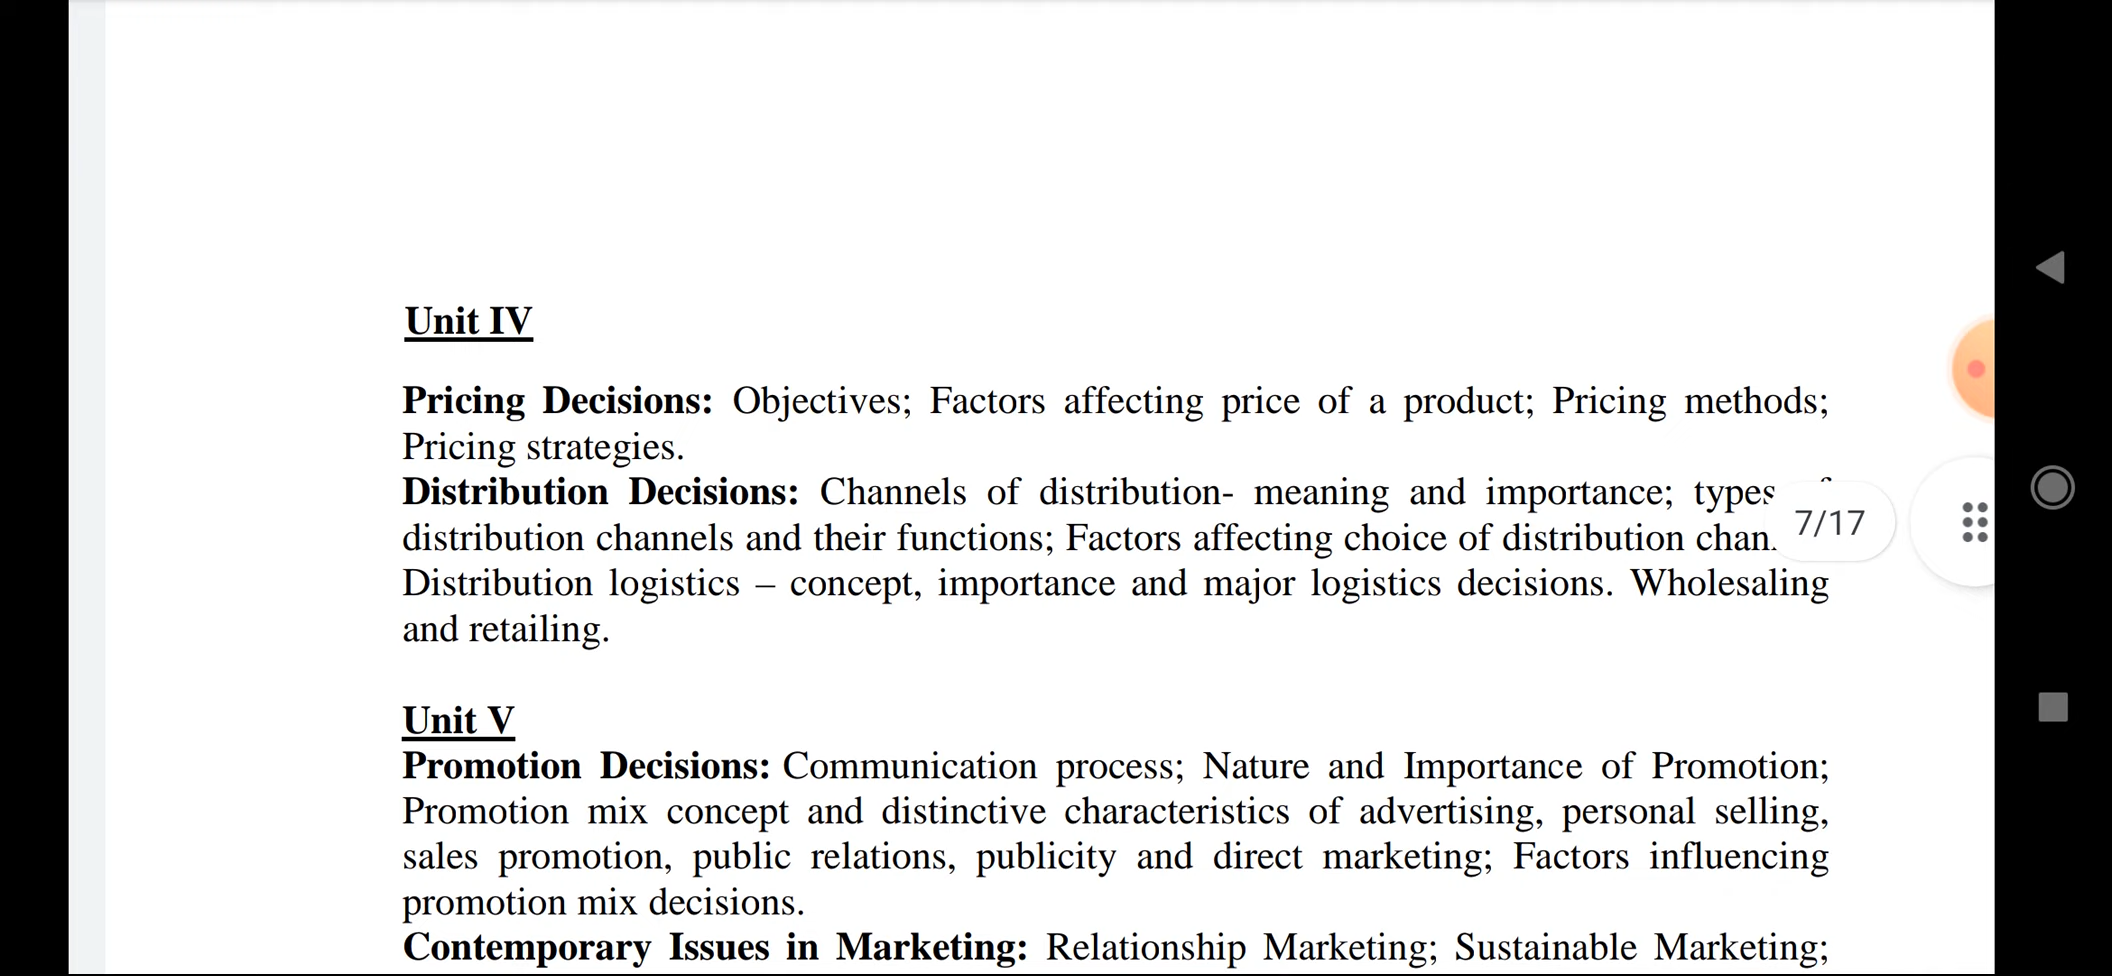 Unit IV
Pricing Decisions: Objectives; Factors affecting price of a product; Pricing methods;
Pricing strategies.
Distribution Decisions: Channels of distribution- meaning and importance; types
distribution channels and their functions; Factors affecting choice of distribution
7/17
Distribution logistics – concept, importance and major logistics decisions. Wholesaling
and retailing.
Unit V
Promotion Decisions: Communication process; Nature and Importance of Promotion;
Promotion mix concept and distinctive characteristics of advertising, personal selling,
sales promotion, public relations, publicity and direct marketing; Factors influencing
promotion mix decisions.
Contemporary Issues in Marketing: Relationship Marketing; Sustainable Marketing;